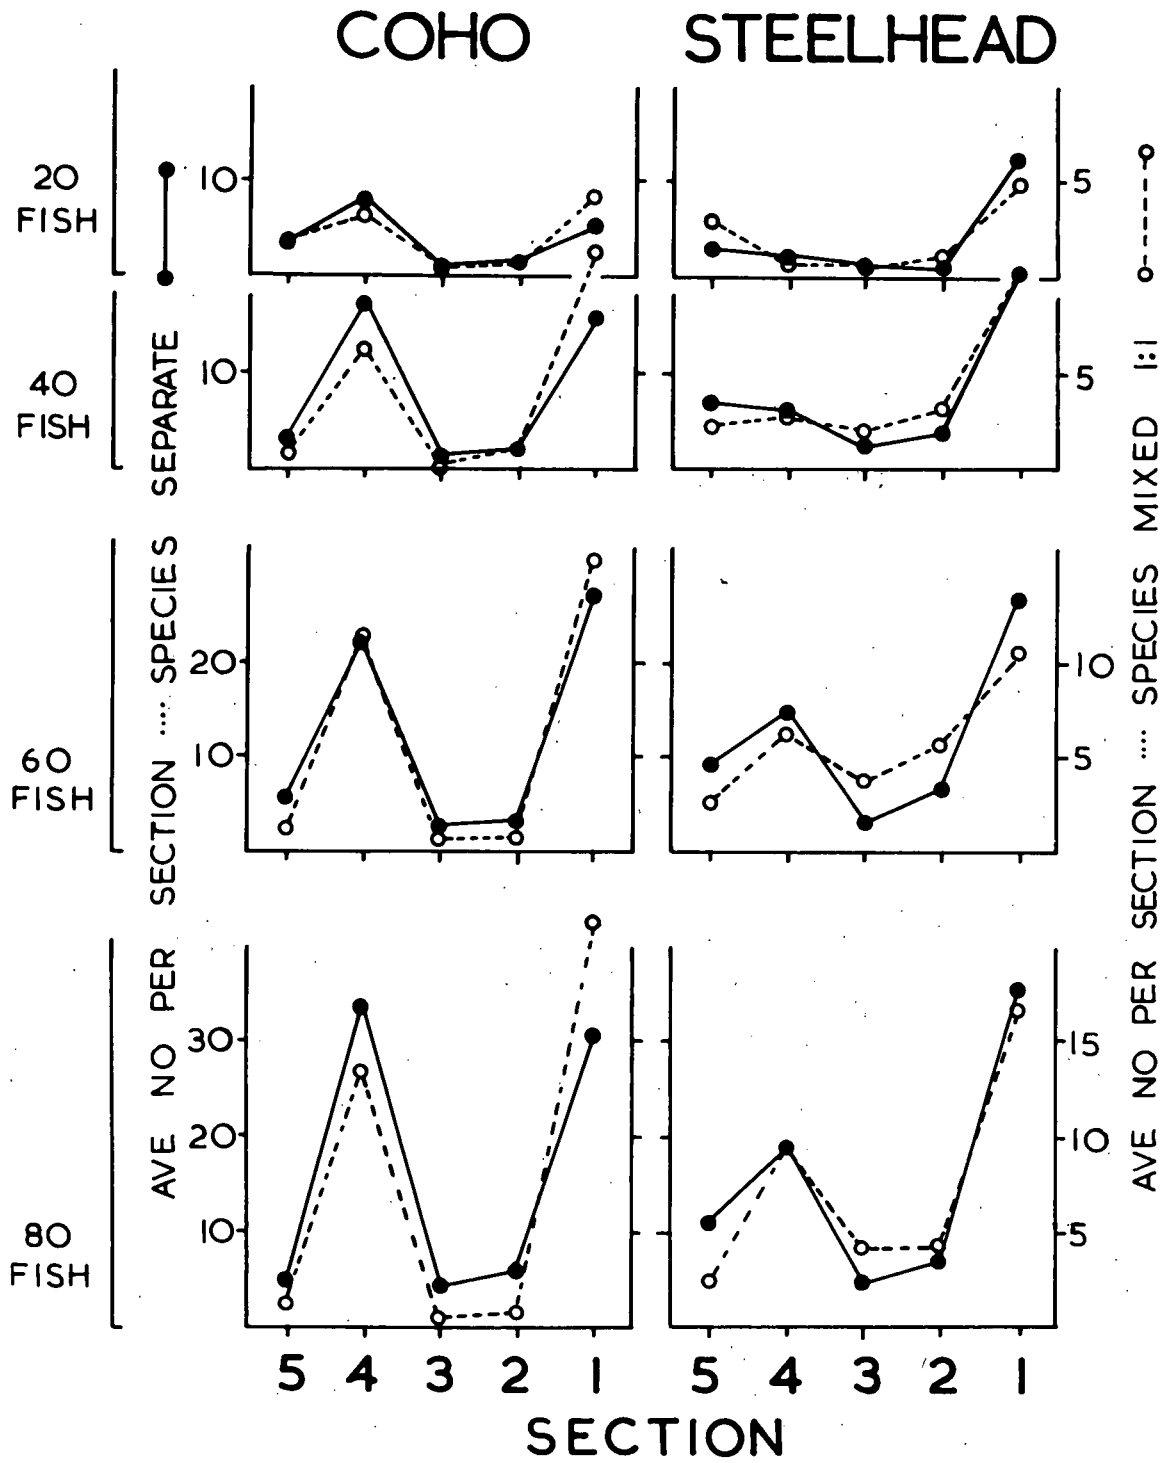 COHO
STEELHEAD
20
FISH
40
FISH
60
FISH
80
FISH
AVE NO PER SECTION .... SPECIES SEPARATE
10
10
20
10
30
20
10
5
5
10
5
15
10
5
AVE NO PER SECTION .... SPECIES MIXED 1:1
5 4 3 2 1
5 4 3 2 1
SECTION